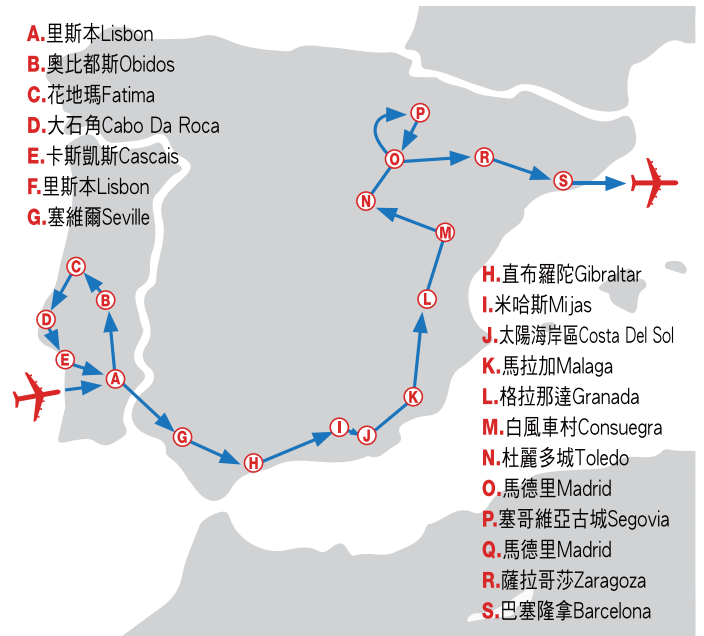 A.里斯本Lisbon
B.奧比都斯Obidos
C.花地瑪Fatima
D.大石角Cabo Da Roca
E.卡斯凱斯Cascais
F.里斯本Lisbon
G.塞維爾Seville
P
O
R
S
N
M
C
B
D
L
E
A
K
I
J
G
H
H.直布羅陀Gibraltar
I.米哈斯Mijas
J.太陽海岸區Costa Del Sol
K.馬拉加Malaga
L.格拉那達Granada
M.白風車村Consuegra
N.杜麗多城Toledo
O.馬德里Madrid
P.塞哥維亞古城Segovia
Q.馬德里Madrid
R.薩拉哥莎Zaragoza
S.巴塞隆拿Barcelona